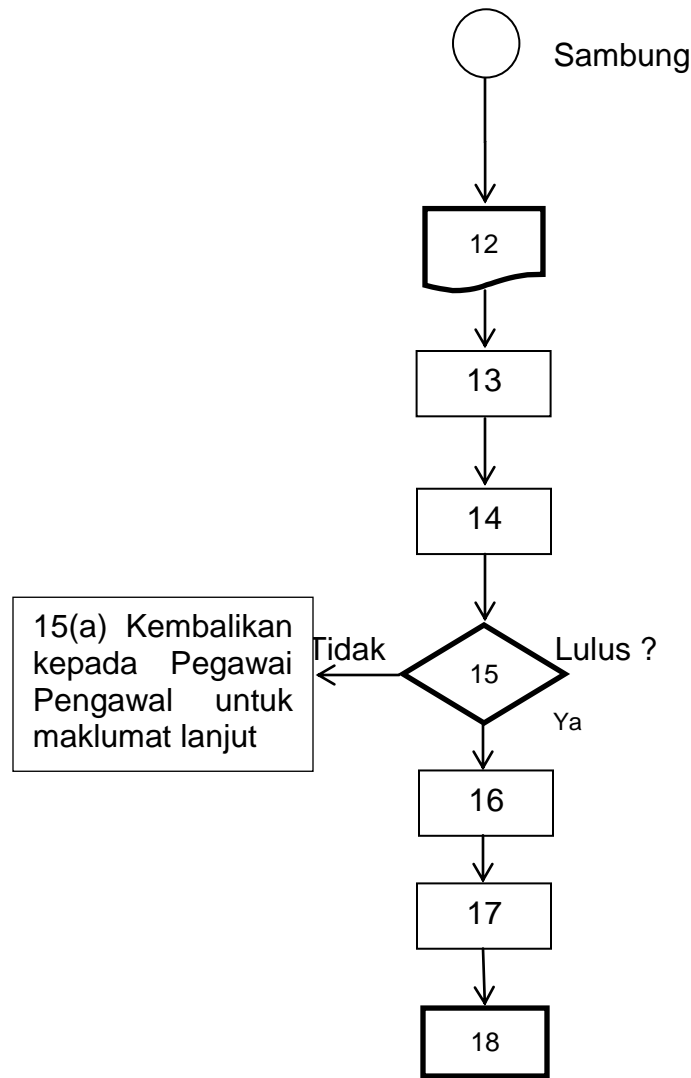 Sambung
12
13
14
15(a) Kembalikan
kepada Pegawai
Pengawal untuk
maklumat lanjut
Tidak
15
Lulus ?
Ya
16
17
18